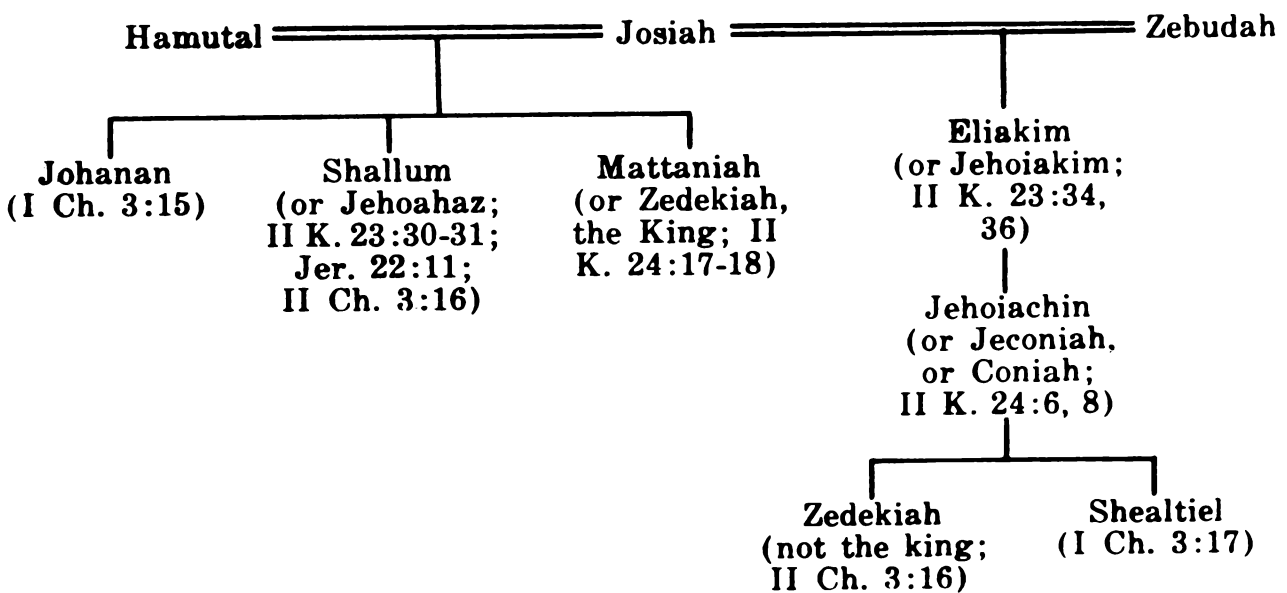 Hamutal Josiah Zebudah
Johanan
(I Ch. 3:15)
Shallum
(or Jehoahaz;
II K. 23:30-31;
Jer. 22:11;
II Ch. 3:16)
Mattaniah
(or Zedekiah,
the King; II
K. 24:17-18)
Eliakim
(or Jehoiakim;
II K. 23:34,
36)
Jehoiachin
(or Jeconiah,
or Coniah;
II K. 24:6, 8)
Zedekiah
(not the king;
II Ch. 3:16)
Shealtiel
(I Ch. 3:17)